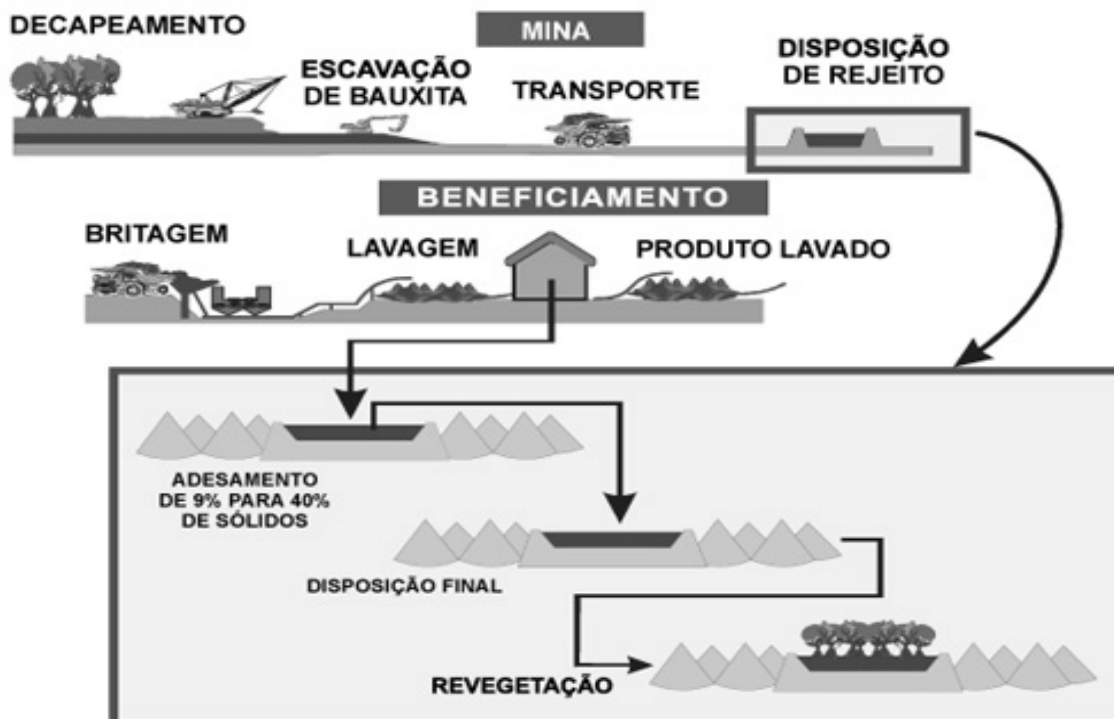 DECAPEAMENTO
MINA
ESCAVAÇÃO
DE BAUXITA
TRANSPORTE
DISPOSIÇÃO
DE REJEITO
BENEFICIAMENTO
BRITAGEM
LAVAGEM
PRODUTO LAVADO
ADESAMENTO
DE 9% PARA 40%
DE SÓLIDOS
DISPOSIÇÃO FINAL
REVEGETAÇÃO